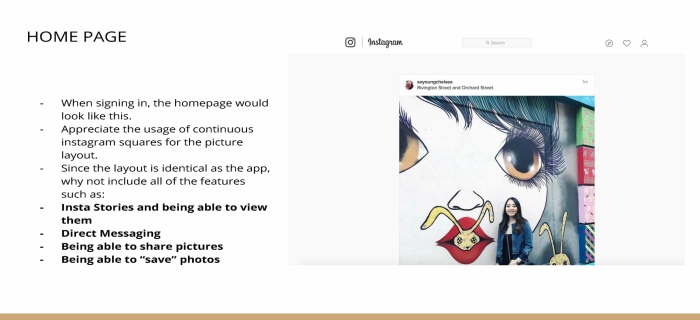 HOME PAGE
- When signing in, the homepage would
look like this.
- Appreciate the usage of continuous
instagram squares for the picture
layout.
- Since the layout is identical as the app,
why not include all of the features
such as:
- Insta Stories and being able to view
them
- Direct Messaging
- Being able to share pictures
- Being able to “save” photos
Instagram
Search
soyoungchelsea
Rivington Street and Orchard Street